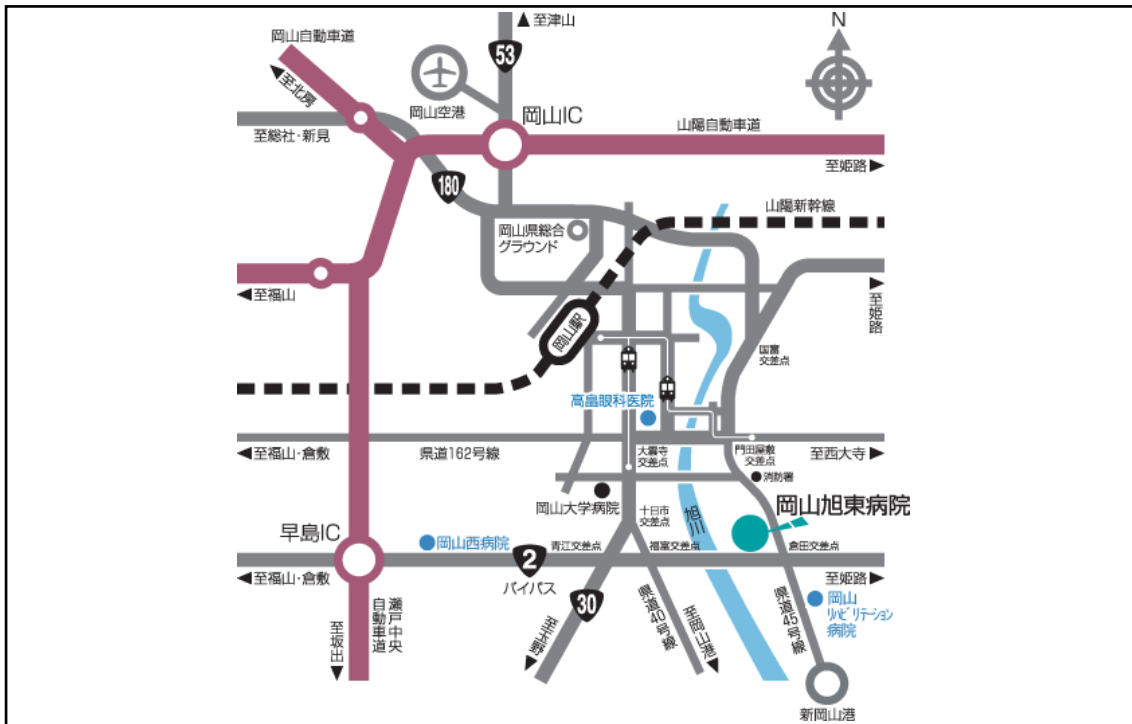 ▲至津山
N
岡山自動車道
53
◀至北房
岡山空港
岡山IC
山陽自動車道
至総社・新見
至姫路▶
180
山陽新幹線
岡山県総合
グラウンド
◀至福山
至姫路
岡山駅
国富
交差点
高畠眼科医院
◀至福山・倉敷
県道162号線
大雲寺
交差点
門田屋敷
交差点
至西大寺▶
消防署
岡山大学病院
十日市
交差点
旭川
岡山旭東病院
早島IC
岡山西病院
2
バイパス
青江交差点
福富交差点
倉田交差点
◀至福山・倉敷
至姫路▶
30
県道40号線
至岡山港
県道45号線
岡山
リハビリテーション
病院
瀬戸中央
自動車道
至坂出
至玉野
新岡山港